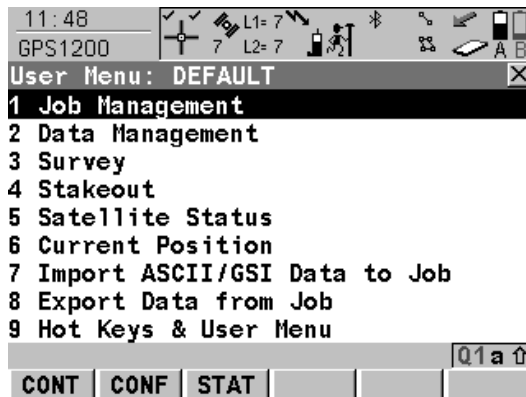 11:48
GPS1200
7
L1= 7
L2= 7
A B
User Menu: DEFAULT
1 Job Management
2 Data Management
3 Survey
4 Stakeout
5 Satellite Status
6 Current Position
7 Import ASCII/GSI Data to Job
8 Export Data from Job
9 Hot Keys & User Menu
Q1 a
CONT CONF STAT